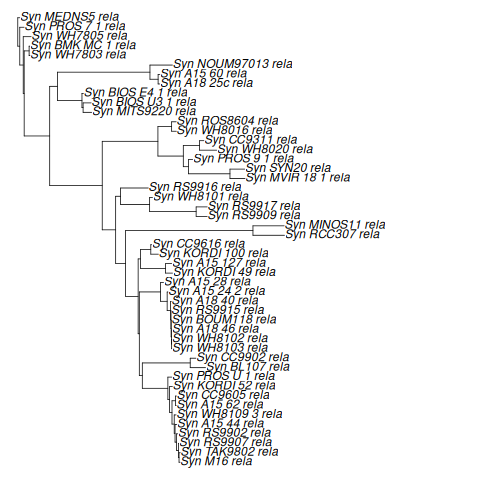 Syn MEDNS5 rela
Syn PROS 7 1 rela
Syn WH7805 rela
Syn BMK MC 1 rela
Syn WH7803 rela
Syn NOUM97013 rela
Syn A15 60 rela
Syn A18 25c rela
Syn BIOS E4 1 rela
Syn BIOS U3 1 rela
Syn MITS9220 rela
Syn ROS8604 rela
Syn WH8016 rela
Syn CC9311 rela
Syn WH8020 rela
Syn PROS 9 1 rela
Syn SYN20 rela
Syn MVIR 18 1 rela
Syn RS9916 rela
Syn WH8101 rela
Syn RS9917 rela
Syn RS9909 rela
Syn MINOS11 rela
Syn RCC307 rela
Syn CC9616 rela
Syn KORDI 100 rela
Syn A15 127 rela
Syn KORDI 49 rela
Syn A15 28 rela
Syn A15 24 2 rela
Syn A18 40 rela
Syn RS9915 rela
Syn BOUM118 rela
Syn A18 46 rela
Syn WH8102 rela
Syn WH8103 rela
Syn CC9902 rela
Syn BL107 rela
Syn PROS U 1 rela
Syn KORDI 52 rela
Syn CC9605 rela
Syn A15 62 rela
Syn WH8109 3 rela
Syn A15 44 rela
Syn RS9902 rela
Syn RS9907 rela
Syn TAK9802 rela
Syn M16 rela